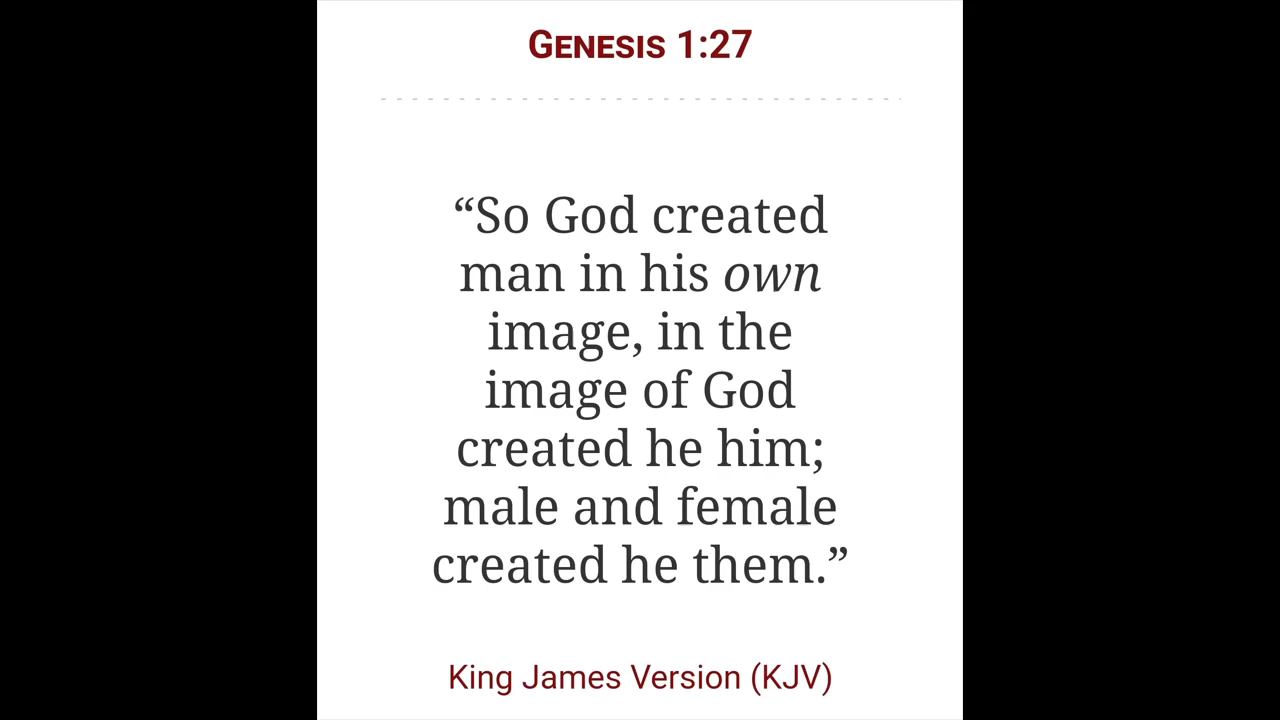 Genesis 1:27
“So God created
man in his own
image, in the
image of God
created he him;
male and female
created he them.”
King James Version (KJV)